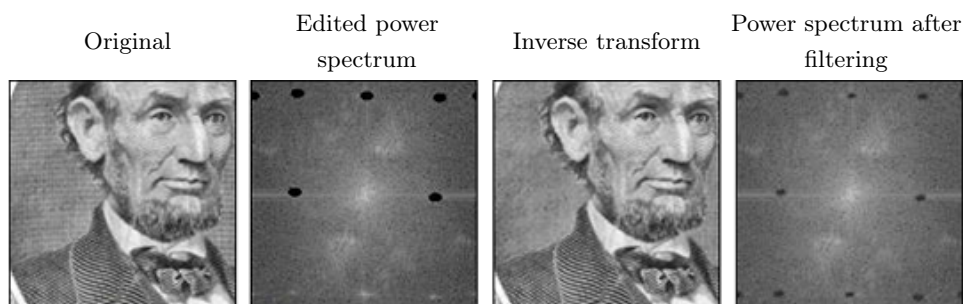 Original
Edited power
spectrum
Inverse transform
Power spectrum after
filtering